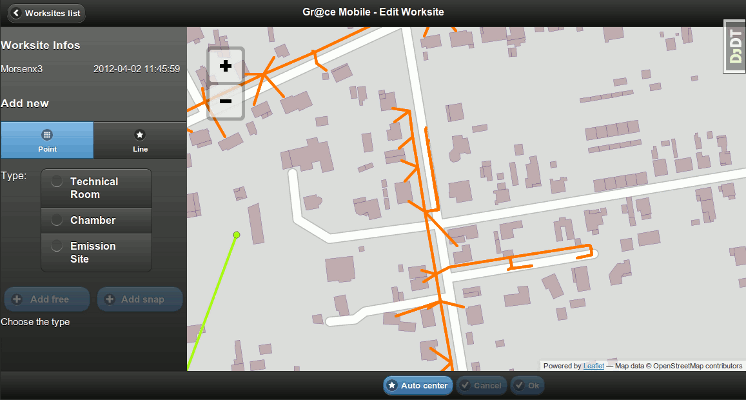 Worksites list
Gr@ce Mobile - Edit Worksite
Worksite Infos
Morsenx3 2012-04-02 11:45:59
Add new
Point Line
Type:
Technical
Room
Chamber
Emission
Site
Add free Add snap
Choose the type
+
−
DjDT
Powered by Leaflet — Map data © OpenStreetMap contributors
Auto center Cancel Ok